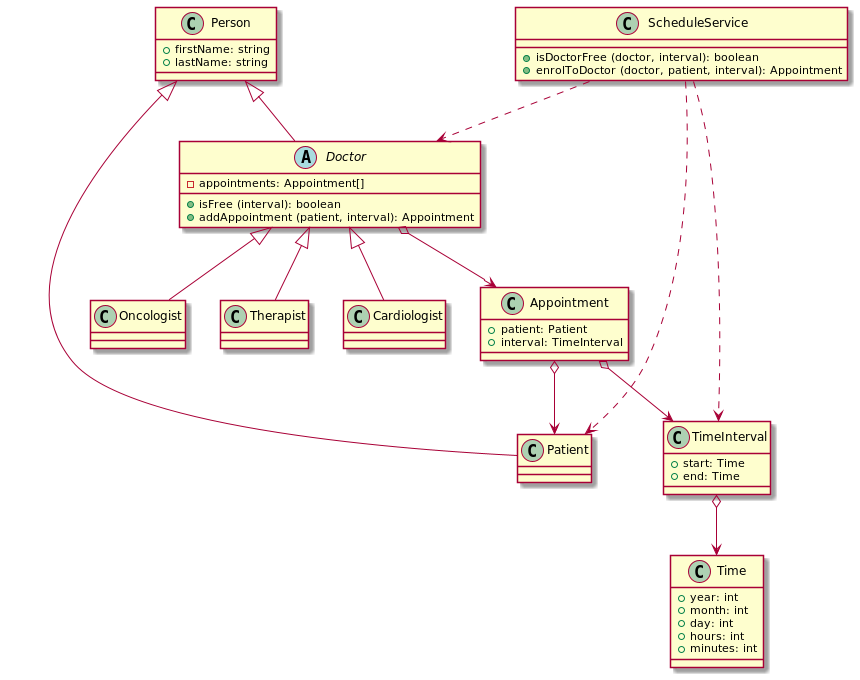 C Person
firstName: string
lastName: string
C ScheduleService
isDoctorFree (doctor, interval): boolean
enrolToDoctor (doctor, patient, interval): Appointment
A Doctor
appointments: Appointment[]
isFree (interval): boolean
addAppointment (patient, interval): Appointment
C Oncologist
C Therapist
C Cardiologist
C Appointment
patient: Patient
interval: TimeInterval
C Patient
C TimeInterval
start: Time
end: Time
C Time
year: int
month: int
day: int
hours: int
minutes: int